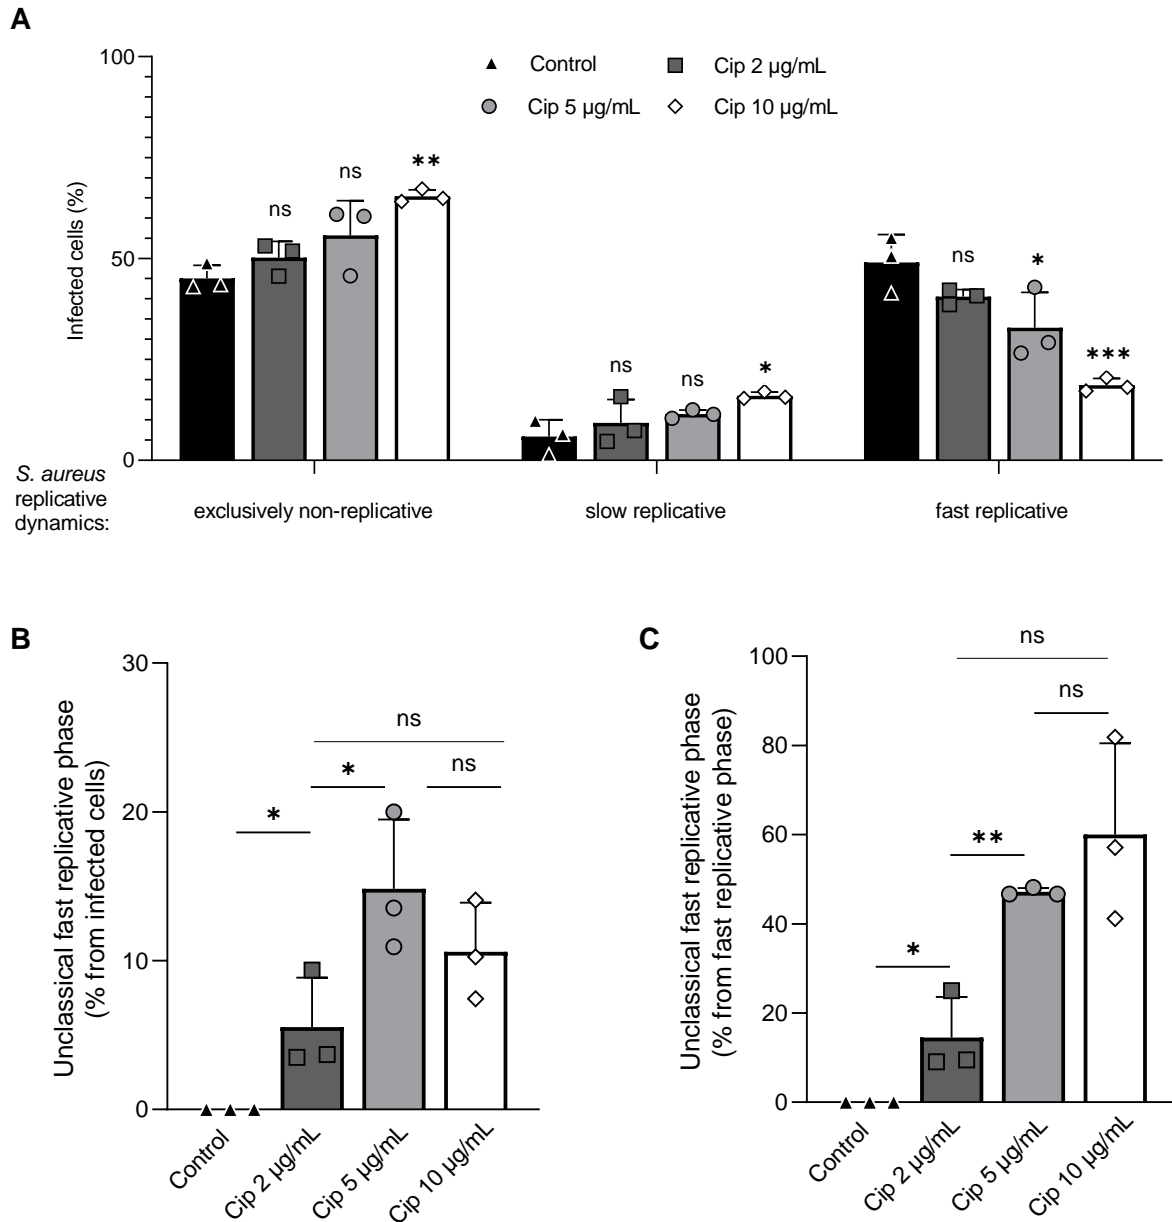 A
100
50
0
Infected cells (%)
Control
Cip 2 µg/mL
Cip 5 µg/mL
Cip 10 µg/mL
ns
ns
**
ns
ns
*
ns
*
***
S. aureus
replicative
dynamics:
exclusively non-replicative
slow replicative
fast replicative
B
Unclassical fast replicative phase
(% from infected cells)
30
20
10
0
ns
*
ns
*
Control
Cip 2 µg/mL
Cip 5 µg/mL
Cip 10 µg/mL
C
Unclassical fast replicative phase
(% from fast replicative phase)
100
80
60
40
20
0
ns
ns
**
*
Control
Cip 2 µg/mL
Cip 5 µg/mL
Cip 10 µg/mL